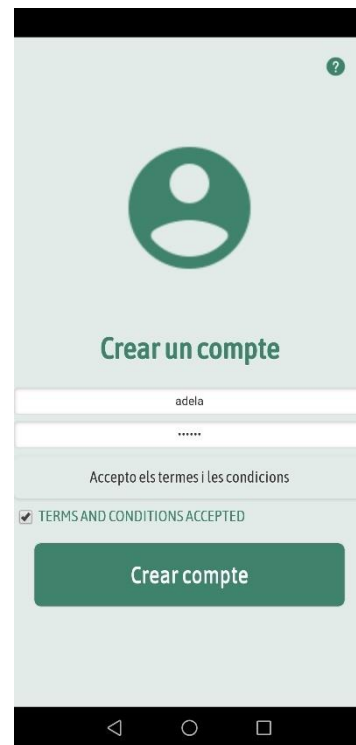 ?
Crear un compte
adela
••••••
Accepto els termes i les condicions
TERMS AND CONDITIONS ACCEPTED
Crear compte